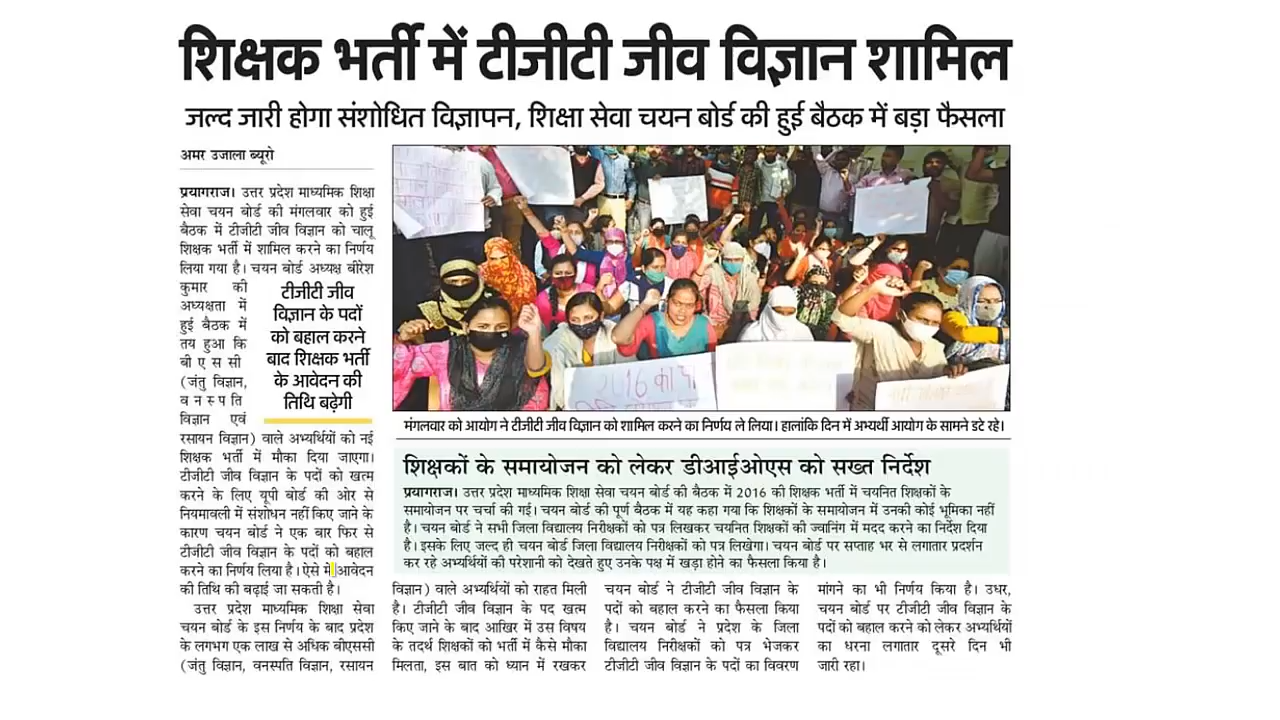 शिक्षक भर्ती में टीजीटी जीव विज्ञान शामिल
जल्द जारी होगा संशोधित विज्ञापन, शिक्षा सेवा चयन बोर्ड की हुई बैठक में बड़ा फैसला
अमर उजाला ब्यूरो
प्रयागराज। उत्तर प्रदेश माध्यमिक शिक्षा
सेवा चयन बोर्ड की मंगलवार को हुई
बैठक में टीजीटी जीव विज्ञान को चालू
शिक्षक भर्ती में शामिल करने का निर्णय
लिया गया है। चयन बोर्ड अध्यक्ष बीरेश
कुमार की
अध्यक्षता में
हुई बैठक में
तय हुआ कि
बीएससी
(जंतु विज्ञान,
वनस्पति
विज्ञान एवं
रसायन विज्ञान) वाले अभ्यर्थियों को नई
शिक्षक भर्ती में मौका दिया जाएगा।
टीजीटी जीव विज्ञान के पदों को खत्म
करने के लिए यूपी बोर्ड की ओर से
नियमावली में संशोधन नहीं किए जाने के
कारण चयन बोर्ड ने एक बार फिर से
टीजीटी जीव विज्ञान के पदों को बहाल
करने का निर्णय लिया है। ऐसे में आवेदन
की तिथि की बढ़ाई जा सकती है।
उत्तर प्रदेश माध्यमिक शिक्षा सेवा
चयन बोर्ड के इस निर्णय के बाद प्रदेश
के लगभग एक लाख से अधिक बीएससी
(जंतु विज्ञान, वनस्पति विज्ञान, रसायन
टीजीटी जीव
विज्ञान के पदों
को बहाल करने
बाद शिक्षक भर्ती
के आवेदन की
तिथि बढ़ेगी
2016 का
मंगलवार को आयोग ने टीजीटी जीव विज्ञान को शामिल करने का निर्णय ले लिया। हालांकि दिन में अभ्यर्थी आयोग के सामने डटे रहे।
शिक्षकों के समायोजन को लेकर डीआईओएस को सख्त निर्देश
प्रयागराज। उत्तर प्रदेश माध्यमिक शिक्षा सेवा चयन बोर्ड की बैठक में 2016 की शिक्षक भर्ती में चयनित शिक्षकों के
समायोजन पर चर्चा की गई। चयन बोर्ड की पूर्ण बैठक में यह कहा गया कि शिक्षकों के समायोजन में उनकी कोई भूमिका नहीं
है। चयन बोर्ड ने सभी जिला विद्यालय निरीक्षकों को पत्र लिखकर चयनित शिक्षकों की ज्वानिंग में मदद करने का निर्देश दिया
है। इसके लिए जल्द ही चयन बोर्ड जिला विद्यालय निरीक्षकों को पत्र लिखेगा। चयन बोर्ड पर सप्ताह भर से लगातार प्रदर्शन
कर रहे अभ्यर्थियों की परेशानी को देखते हुए उनके पक्ष में खड़ा होने का फैसला किया है।
विज्ञान) वाले अभ्यर्थियों को राहत मिली
है। टीजीटी जीव विज्ञान के पद खत्म
किए जाने के बाद आखिर में उस विषय
के तदर्थ शिक्षकों को भर्ती में कैसे मौका
मिलता, इस बात को ध्यान में रखकर
चयन बोर्ड ने टीजीटी जीव विज्ञान के
पदों को बहाल करने का फैसला किया
है। चयन बोर्ड ने प्रदेश के जिला
विद्यालय निरीक्षकों को पत्र भेजकर
टीजीटी जीव विज्ञान के पदों का विवरण
मांगने का भी निर्णय किया है। उधर,
चयन बोर्ड पर टीजीटी जीव विज्ञान के
पदों को बहाल करने को लेकर अभ्यर्थियों
का धरना लगातार दूसरे दिन भी
जारी रहा।